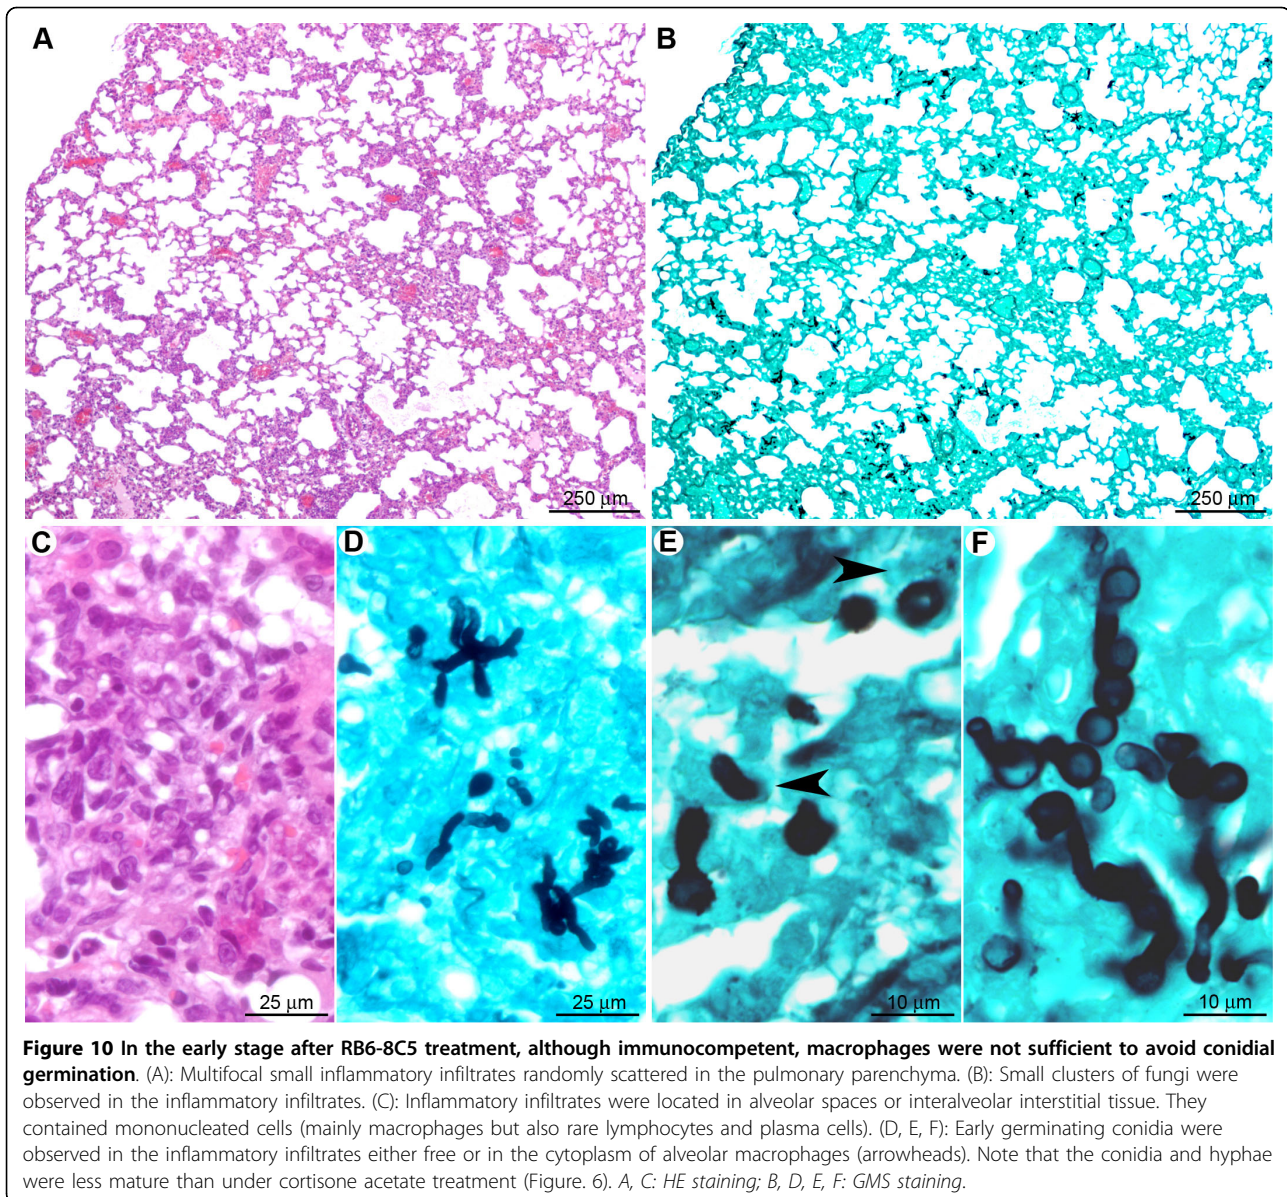 A
B
250 µm
250 µm
C
D
E
F
25 µm
25 µm
10 µm
10 µm
Figure 10 In the early stage after RB6-8C5 treatment, although immunocompetent, macrophages were not sufficient to avoid conidial
germination. (A): Multifocal small inflammatory infiltrates randomly scattered in the pulmonary parenchyma. (B): Small clusters of fungi were
observed in the inflammatory infiltrates. (C): Inflammatory infiltrates were located in alveolar spaces or interalveolar interstitial tissue. They
contained mononucleated cells (mainly macrophages but also rare lymphocytes and plasma cells). (D, E, F): Early germinating conidia were
observed in the inflammatory infiltrates either free or in the cytoplasm of alveolar macrophages (arrowheads). Note that the conidia and hyphae
were less mature than under cortisone acetate treatment (Figure. 6). A, C: HE staining; B, D, E, F: GMS staining.